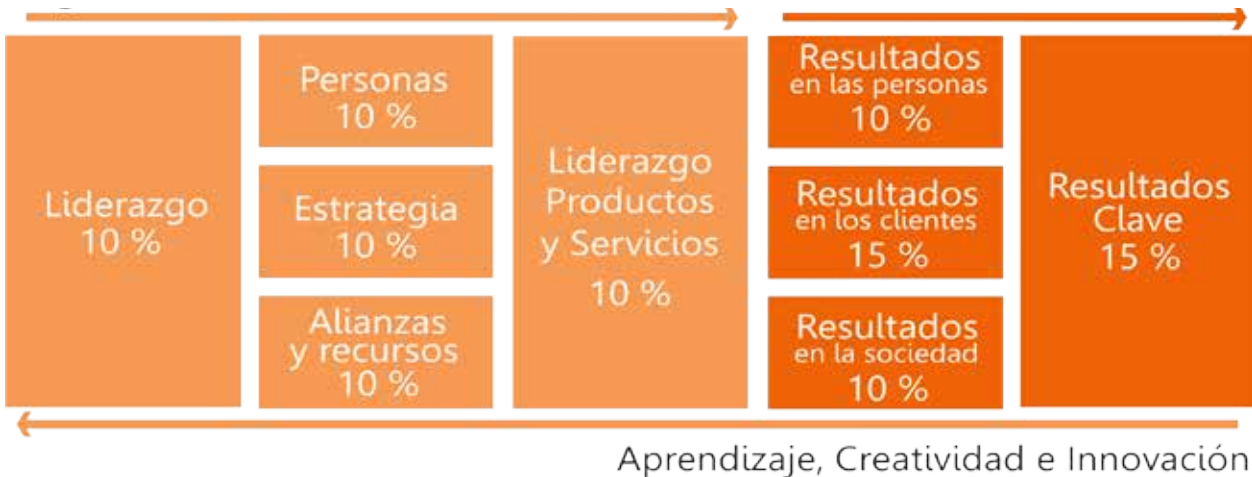 Liderazgo
10 %
Personas
10 %
Estrategia
10 %
Alianzas
y recursos
10 %
Liderazgo
Productos
y Servicios
10 %
Resultados
en las personas
10 %
Resultados
en los clientes
15 %
Resultados
en la sociedad
10 %
Resultados
Clave
15 %
Aprendizaje, Creatividad e Innovación